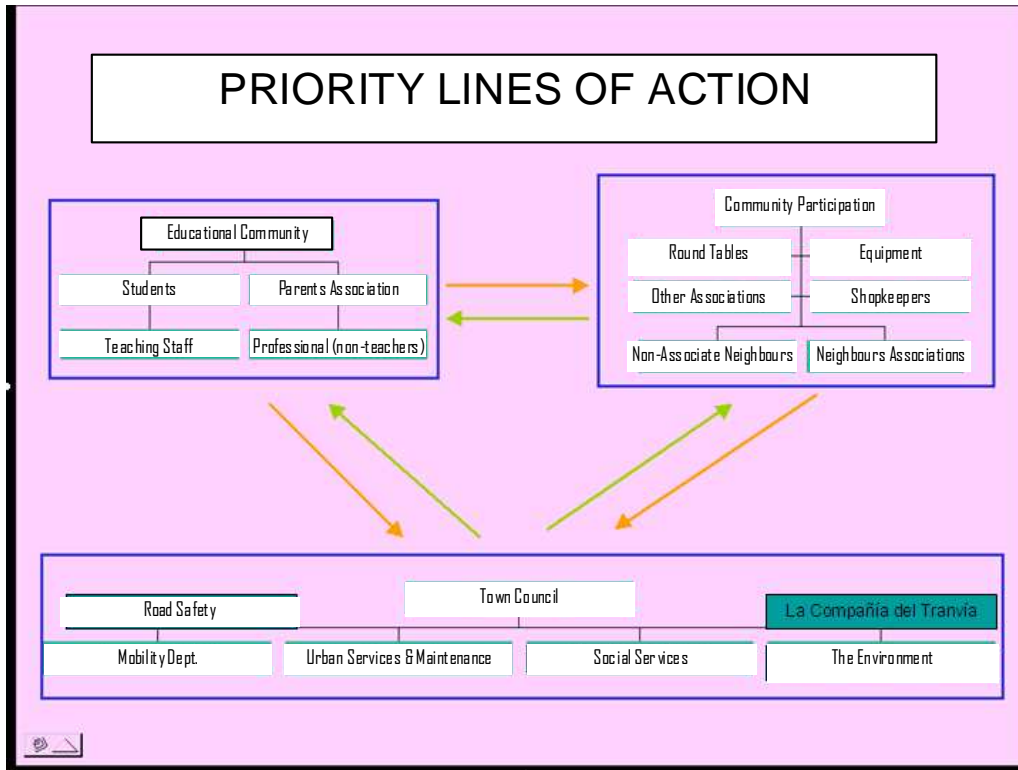 PRIORITY LINES OF ACTION
Educational Community
Students
Parents Association
Teaching Staff
Professional (non-teachers)
Community Participation
Round Tables
Equipment
Other Associations
Shopkeepers
Non-Associate Neighbours
Neighbours Associations
Town Council
Road Safety
La Compañía del Tranvía
Mobility Dept.
Urban Services & Maintenance
Social Services
The Environment